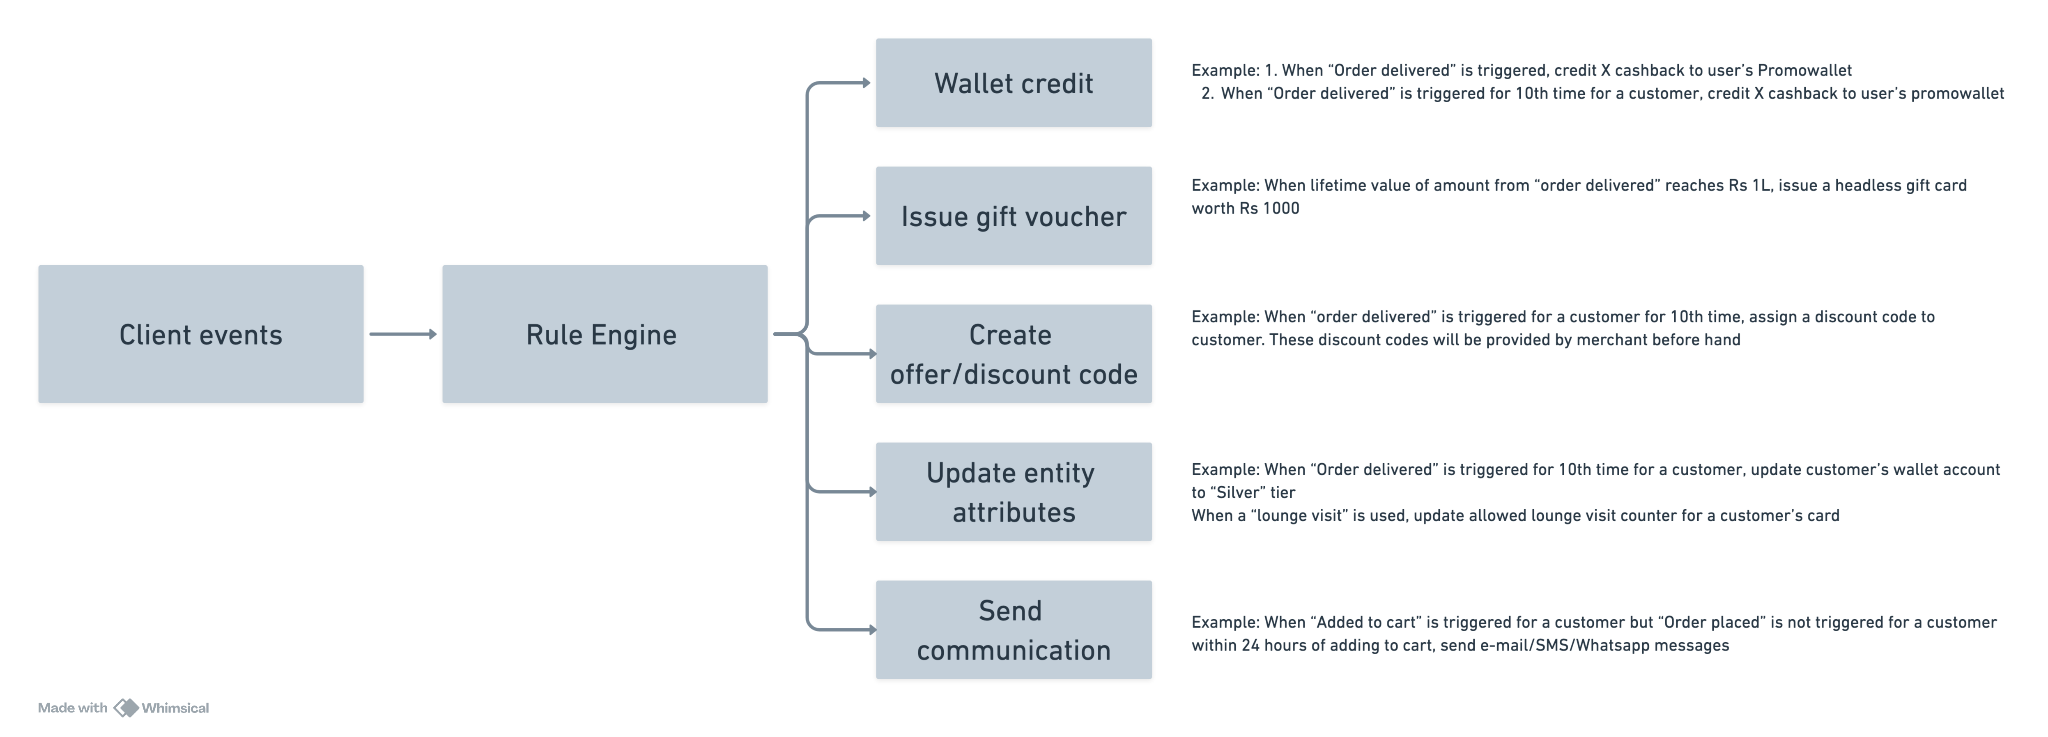 Wallet credit
Example: 1. When “Order delivered” is triggered, credit X cashback to user’s Promowallet
2. When “Order delivered” is triggered for 10th time for a customer, credit X cashback to user’s promowallet
Issue gift voucher
Example: When lifetime value of amount from “order delivered” reaches Rs 1L, issue a headless gift card
worth Rs 1000
Client events
Rule Engine
Create
offer/discount code
Example: When “order delivered” is triggered for a customer for 10th time, assign a discount code to
customer. These discount codes will be provided by merchant before hand
Update entity
attributes
Example: When “Order delivered” is triggered for 10th time for a customer, update customer’s wallet account
to “Silver” tier
When a “lounge visit” is used, update allowed lounge visit counter for a customer’s card
Send
communication
Example: When “Added to cart” is triggered for a customer but “Order placed” is not triggered for a customer
within 24 hours of adding to cart, send e-mail/SMS/Whatsapp messages
Made with Whimsical